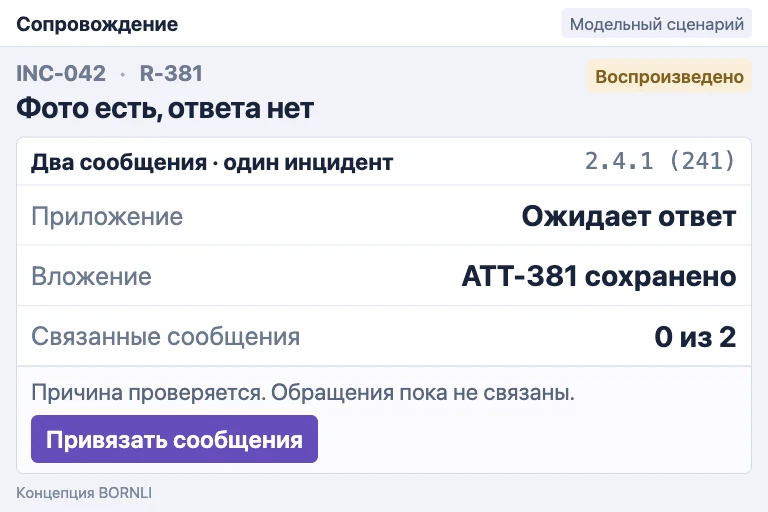 Сопровождение
Модельный сценарий
INC-042 · R-381
Воспроизведено
Фото есть, ответа нет
Два сообщения · один инцидент
2.4.1 (241)
Приложение
Ожидает ответ
Вложение
ATT-381 сохранено
Связанные сообщения
0 из 2
Причина проверяется. Обращения пока не связаны.
Привязать сообщения
Концепция BORNLI